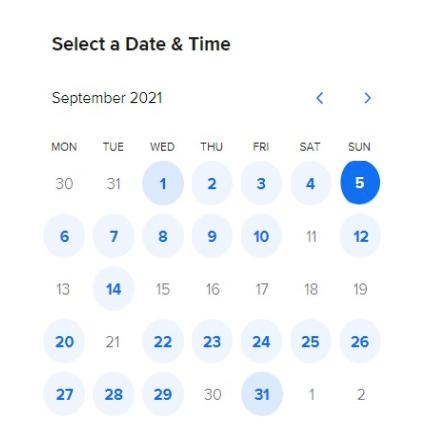 Select a Date & Time
September 2021
MON TUE WED THU FRI SAT SUN
30 31 1 2 3 4 5
6 7 8 9 10 11 12
13 14 15 16 17 18 19
20 21 22 23 24 25 26
27 28 29 30 31 1 2